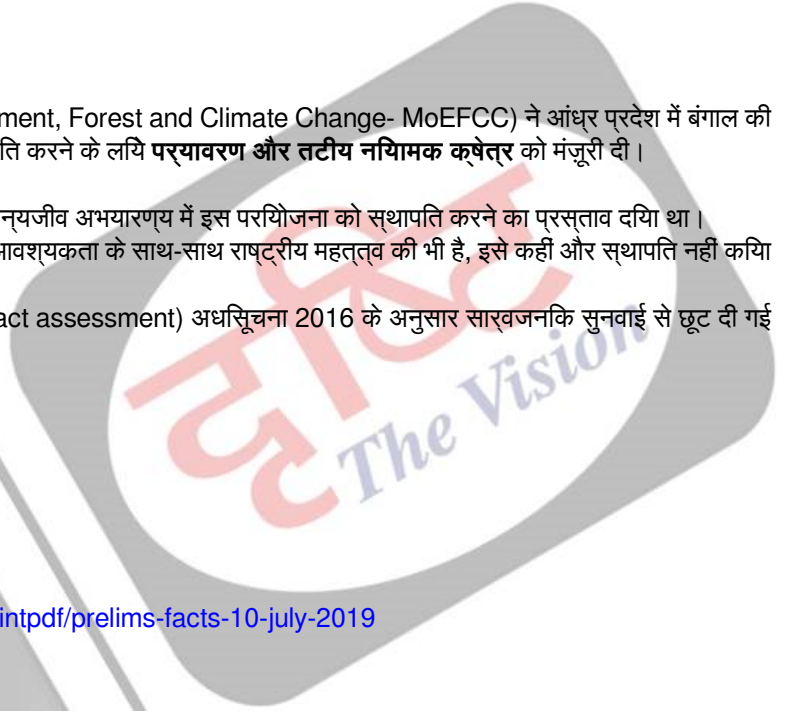 ment, Forest and Climate Change- MoEFCC) ने आंध्र प्रदेश में बंगाल की
ति करने के लिये पर्यावरण और तटीय नियामक क्षेत्र को मंज़ूरी दी।
न्यजीव अभयारण्य में इस परियोजना को स्थापित करने का प्रस्ताव दिया था।
आवश्यकता के साथ-साथ राष्ट्रीय महत्तत्व की भी है, इसे कहीं और स्थापित नहीं किया
act assessment) अधिसूचना 2016 के अनुसार सार्वजनिक सुनवाई से छूट दी गई
दृष्टि
The Vision
intpdf/prelims-facts-10-july-2019